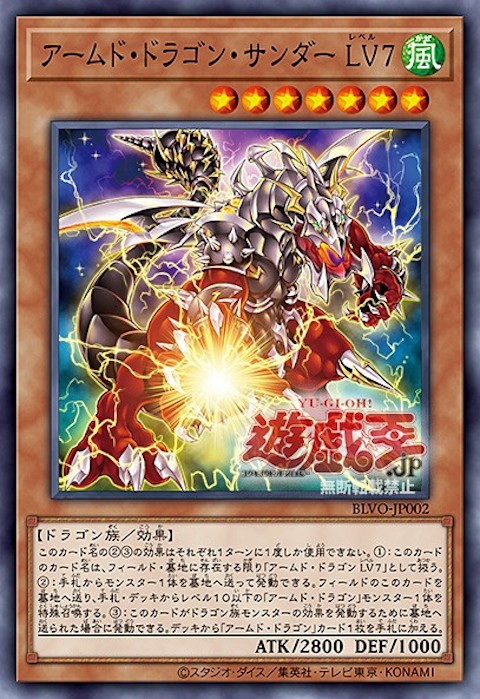 アームド・ドラゴン・サンダー LV7
レベル
風
かぜ
YU-GI-OH!
遊戯王.jp
無断転載禁止
BLVO-JP002
【ドラゴン族／効果】
このカード名の②③の効果はそれぞれ1ターンに1度しか使用できない。①：このカード
のカード名は、フィールド・墓地に存在する限り「アームド・ドラゴン LV7」として扱う。
②：手札からモンスター1体を墓地へ送って発動できる。フィールドのこのカードを
墓地へ送り、手札・デッキからレベル10以下の「アームド・ドラゴン」モンスター1体を
特殊召喚する。③：このカードがドラゴン族モンスターの効果を発動するために墓地へ
送られた場合に発動できる。デッキから「アームド・ドラゴン」カード1枚を手札に加える。
ATK/2800 DEF/1000
©スタジオ・ダイス／集英社・テレビ東京・KONAMI